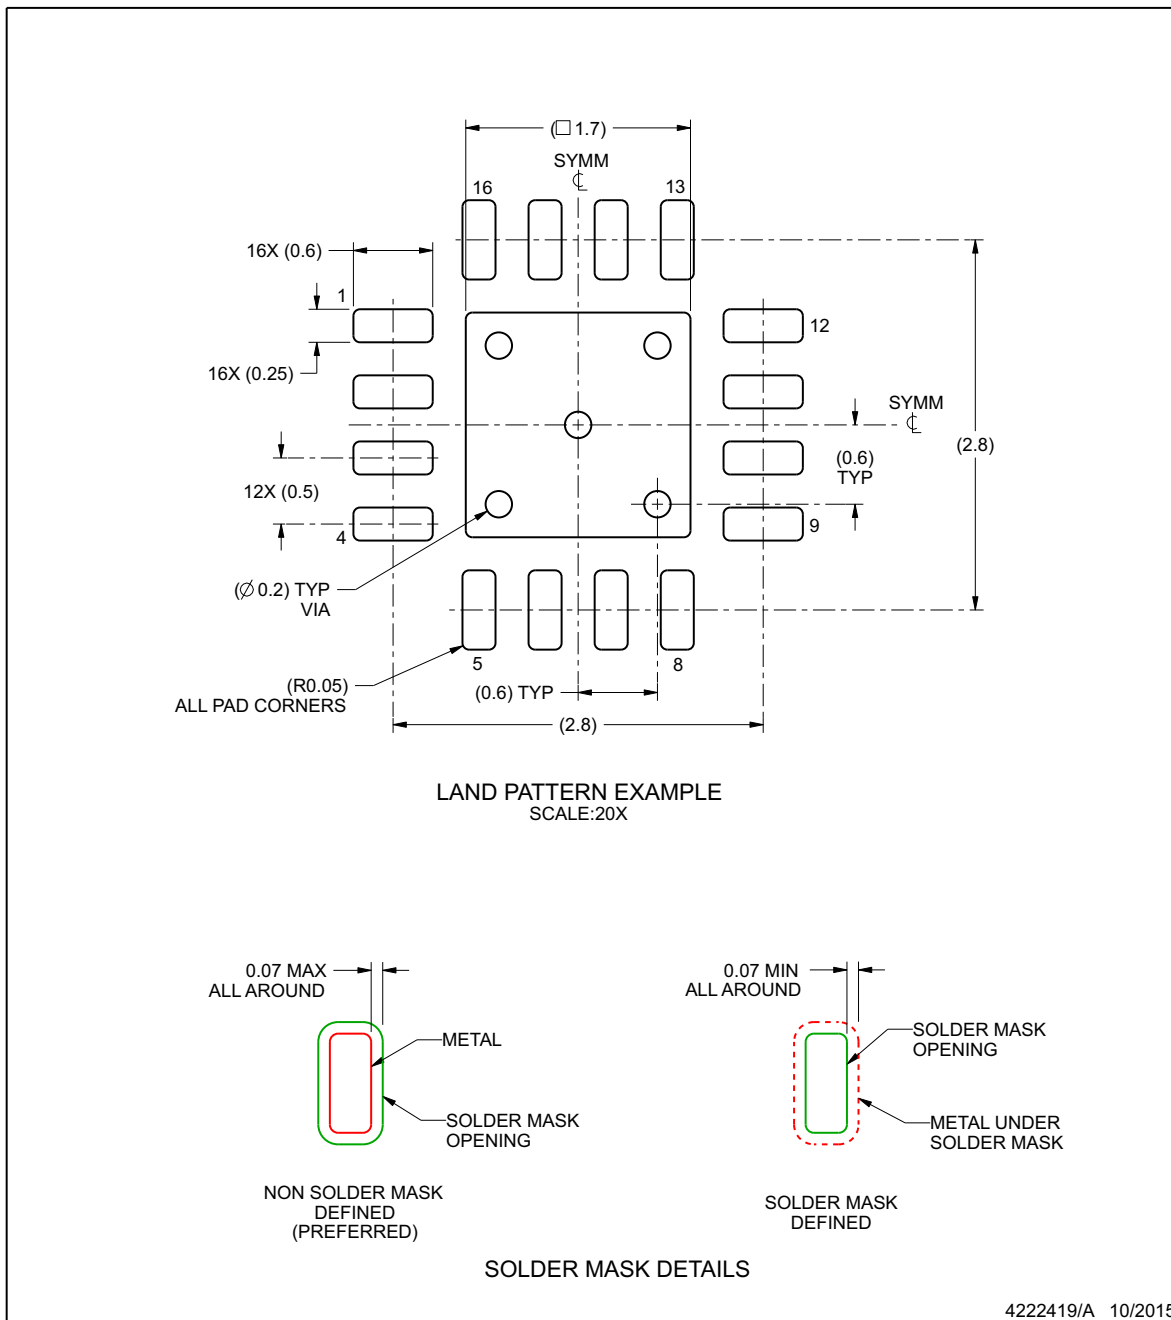 (□ 1.7)
SYMM
℄
16
13
16X (0.6)
1
12
16X (0.25)
SYMM
℄
(0.6)
TYP
(2.8)
12X (0.5)
4
9
(∅ 0.2) TYP
VIA
5
8
(R0.05)
ALL PAD CORNERS
(0.6) TYP
(2.8)
LAND PATTERN EXAMPLE
SCALE:20X
0.07 MAX
ALL AROUND
METAL
SOLDER MASK
OPENING
NON SOLDER MASK
DEFINED
(PREFERRED)
0.07 MIN
ALL AROUND
SOLDER MASK
OPENING
METAL UNDER
SOLDER MASK
SOLDER MASK
DEFINED
SOLDER MASK DETAILS
4222419/A 10/2015